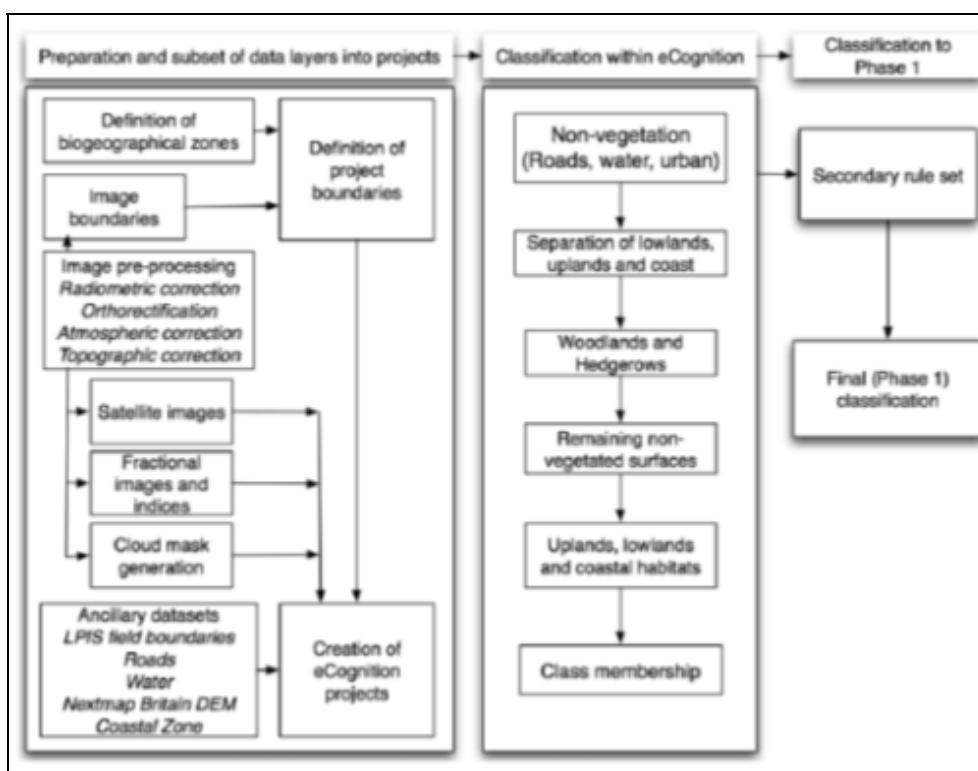 Preparation and subset of data layers into projects
Classification within eCognition
Classification to
Phase 1
Definition of
biogeographical zones
Definition of
project
boundaries
Image
boundaries
Image pre-processing
Radiometric correction
Orthorectification
Atmospheric correction
Topographic correction
Satellite images
Fractional
images and
indices
Cloud mask
generation
Ancillary datasets
LPIS field boundaries
Roads
Water
Nextmap Britain DEM
Coastal Zone
Creation of
eCognition
projects
Non-vegetation
(Roads, water, urban)
Separation of lowlands,
uplands and coast
Woodlands and
Hedgerows
Remaining non-
vegetated surfaces
Uplands, lowlands
and coastal habitats
Class membership
Secondary rule set
Final (Phase 1)
classification